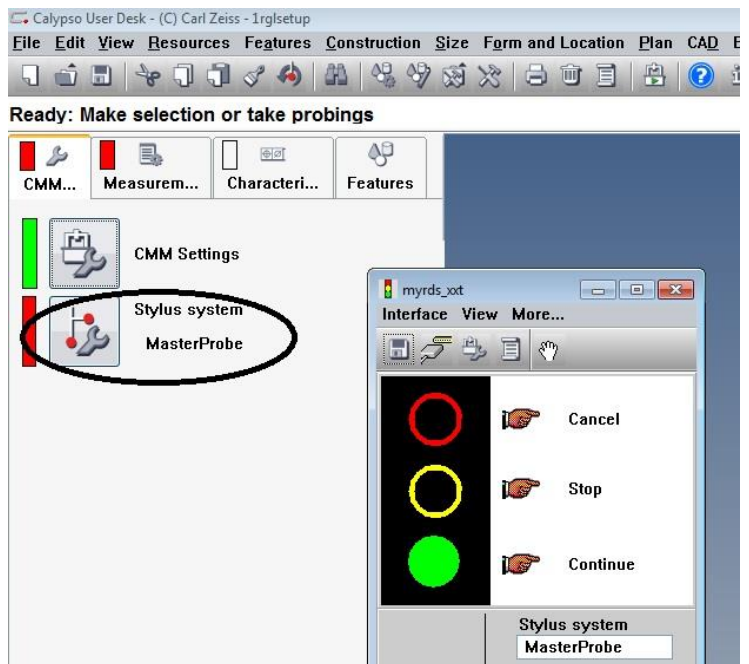 Calypso User Desk - (C) Carl Zeiss - 1rglsetup
File Edit View Resources Features Construction Size Form and Location Plan CAD
Ready: Make selection or take probings
CMM... Measurem... Characteri... Features
CMM Settings
Stylus system
MasterProbe
myrds_xxt
Interface View More...
Cancel
Stop
Continue
Stylus system
MasterProbe